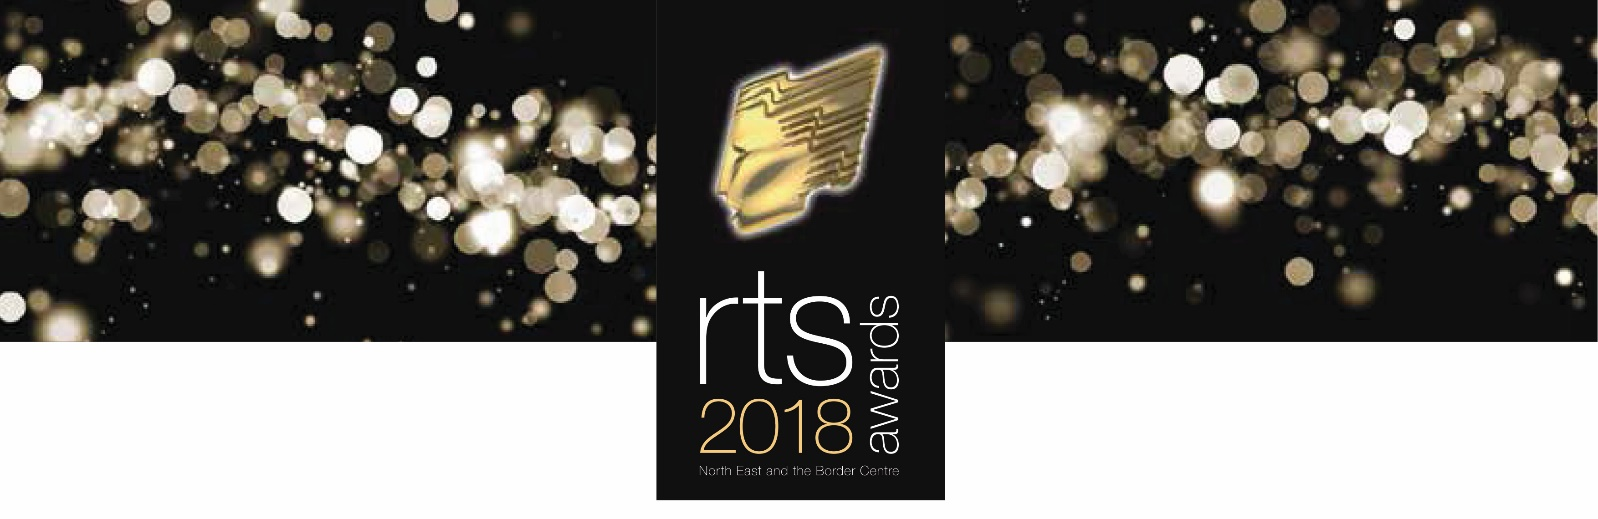 rts
awards
2018
North East and the Border Centre